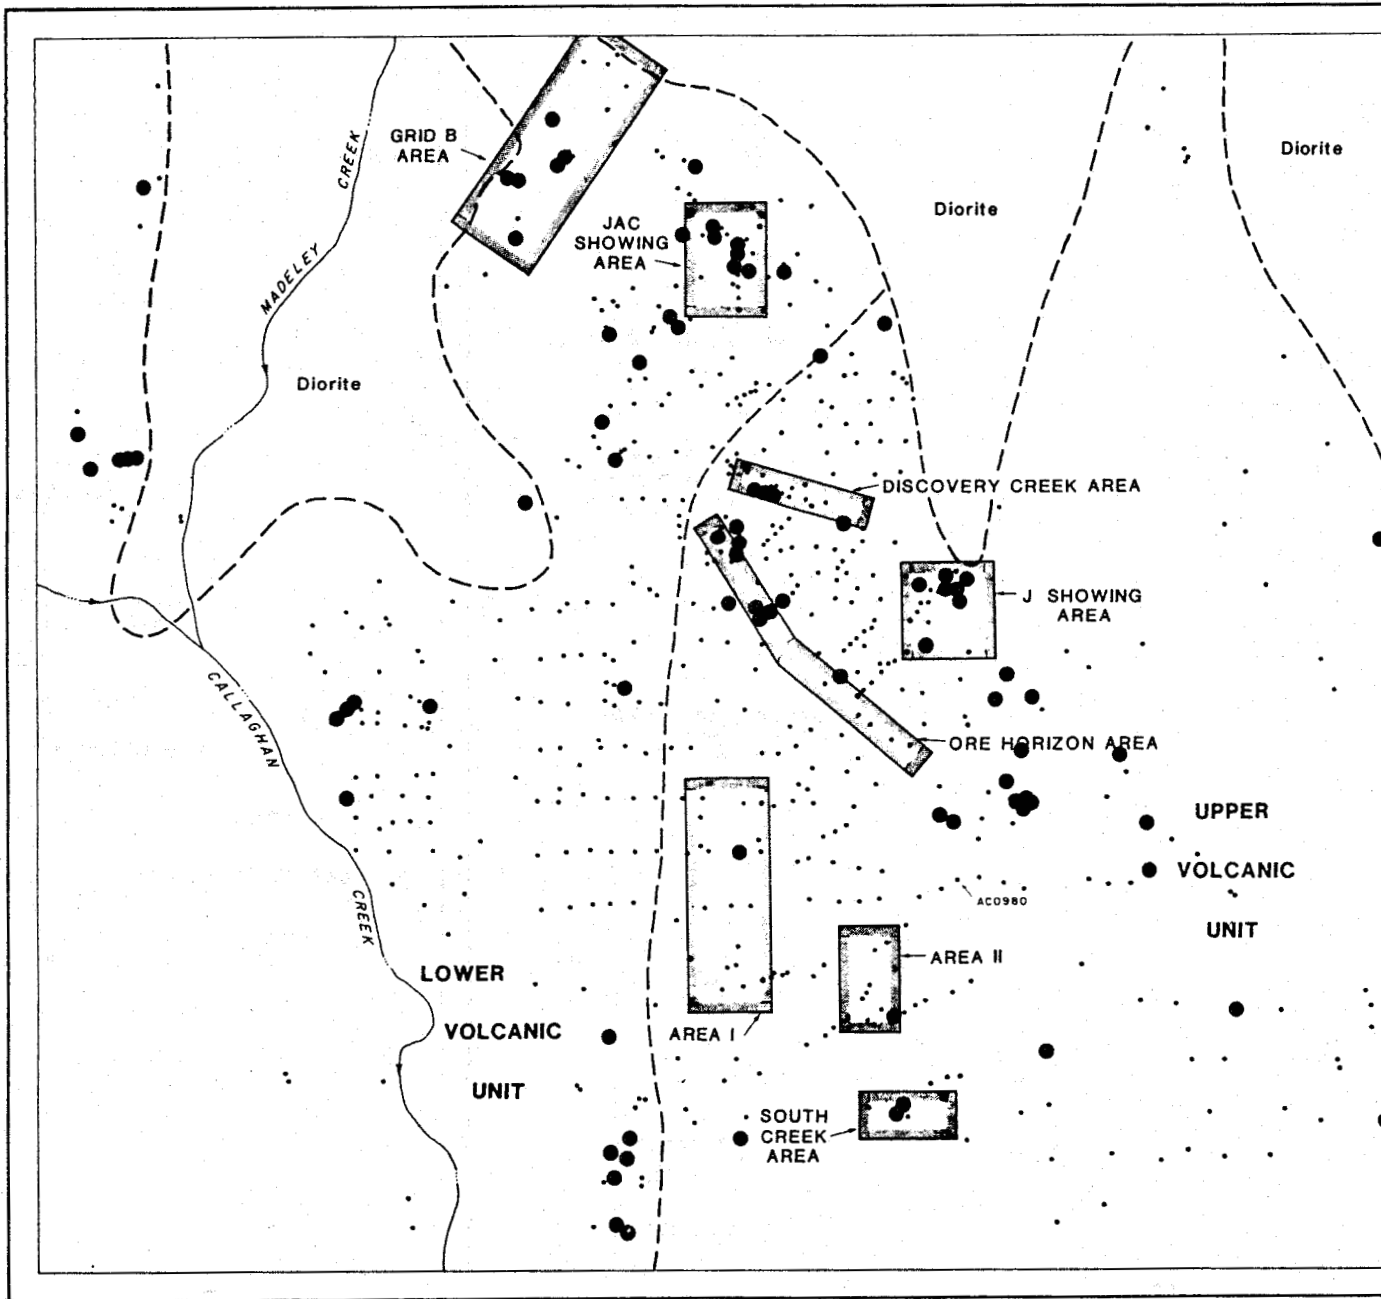 GRID B
AREA
MADELEY
CREEK
JAC
SHOWING
AREA
Diorite
Diorite
Diorite
DISCOVERY CREEK AREA
J SHOWING
AREA
ORE HORIZON AREA
CALLAGHAN
CREEK
UPPER
VOLCANIC
UNIT
AC0980
AREA II
LOWER
VOLCANIC
UNIT
AREA I
SOUTH
CREEK
AREA